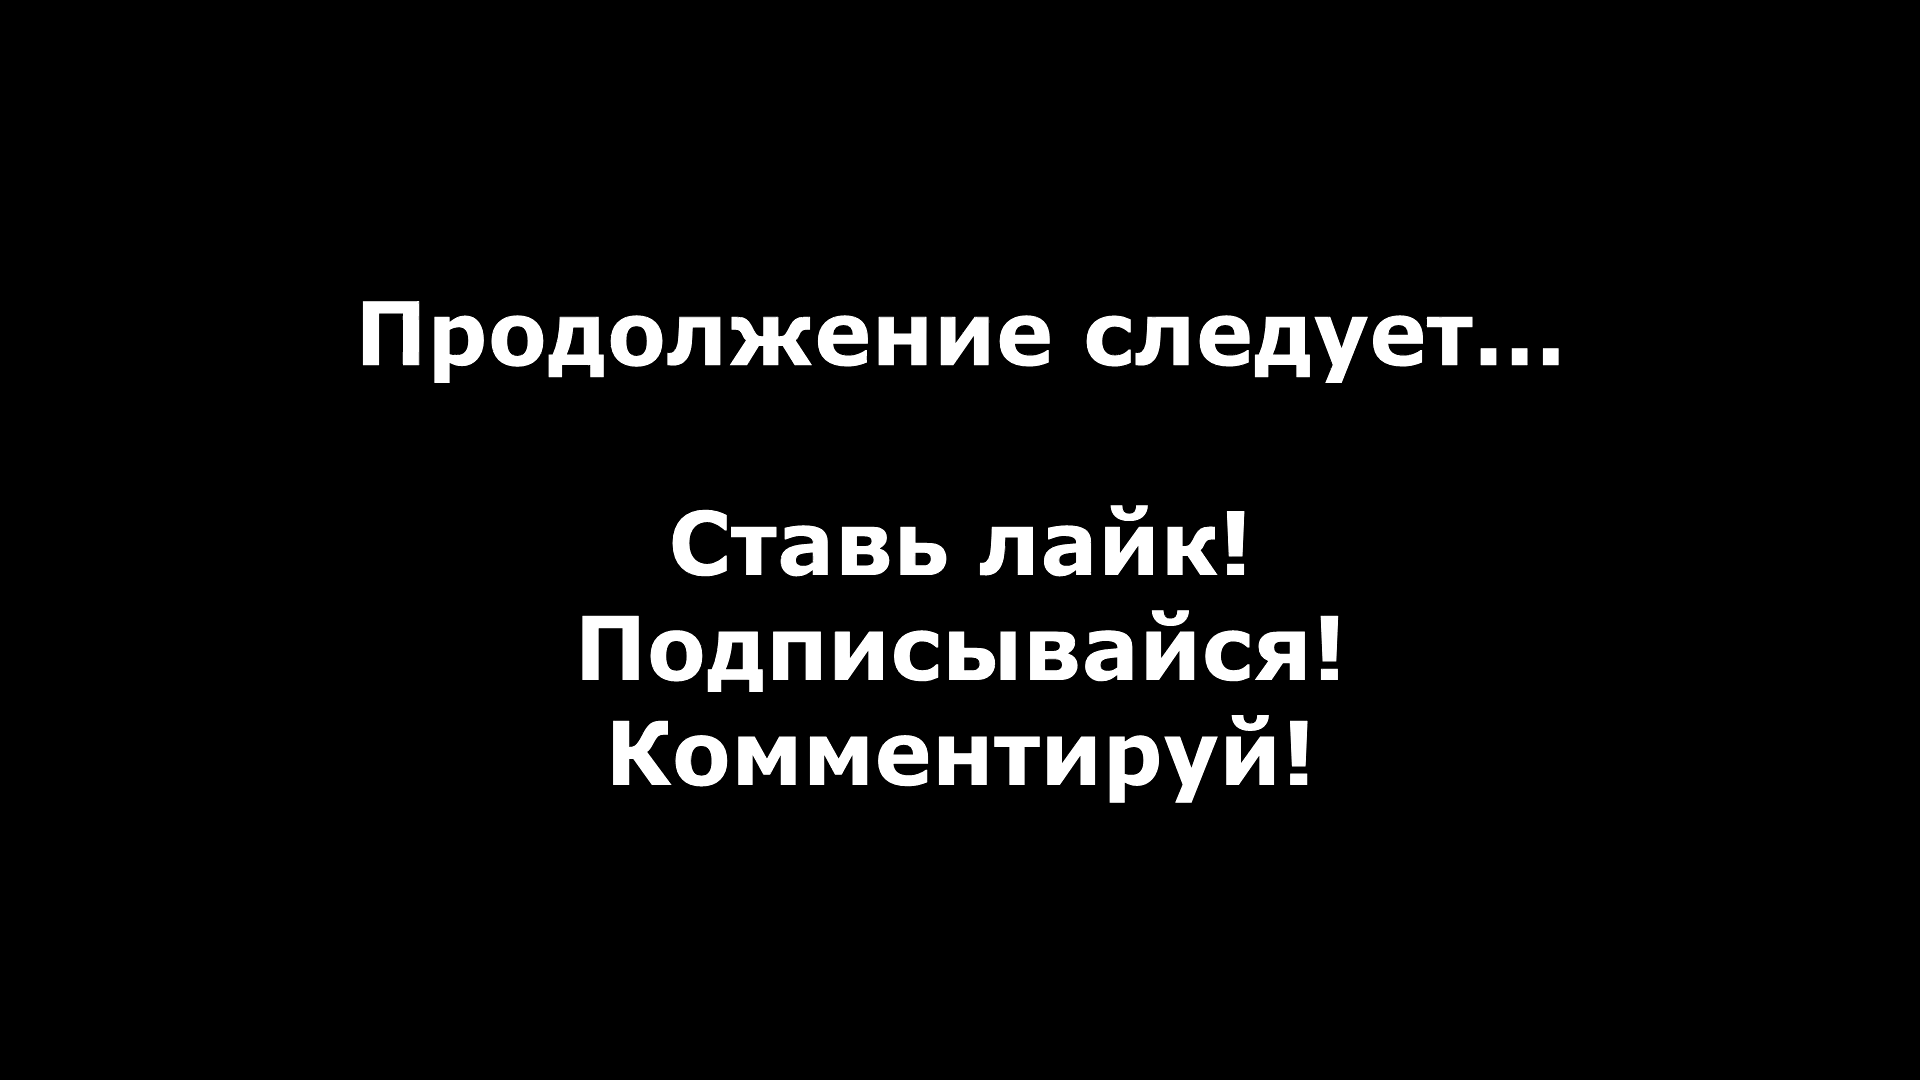 Продолжение следует...
Ставь лайк!
Подписывайся!
Комментируй!